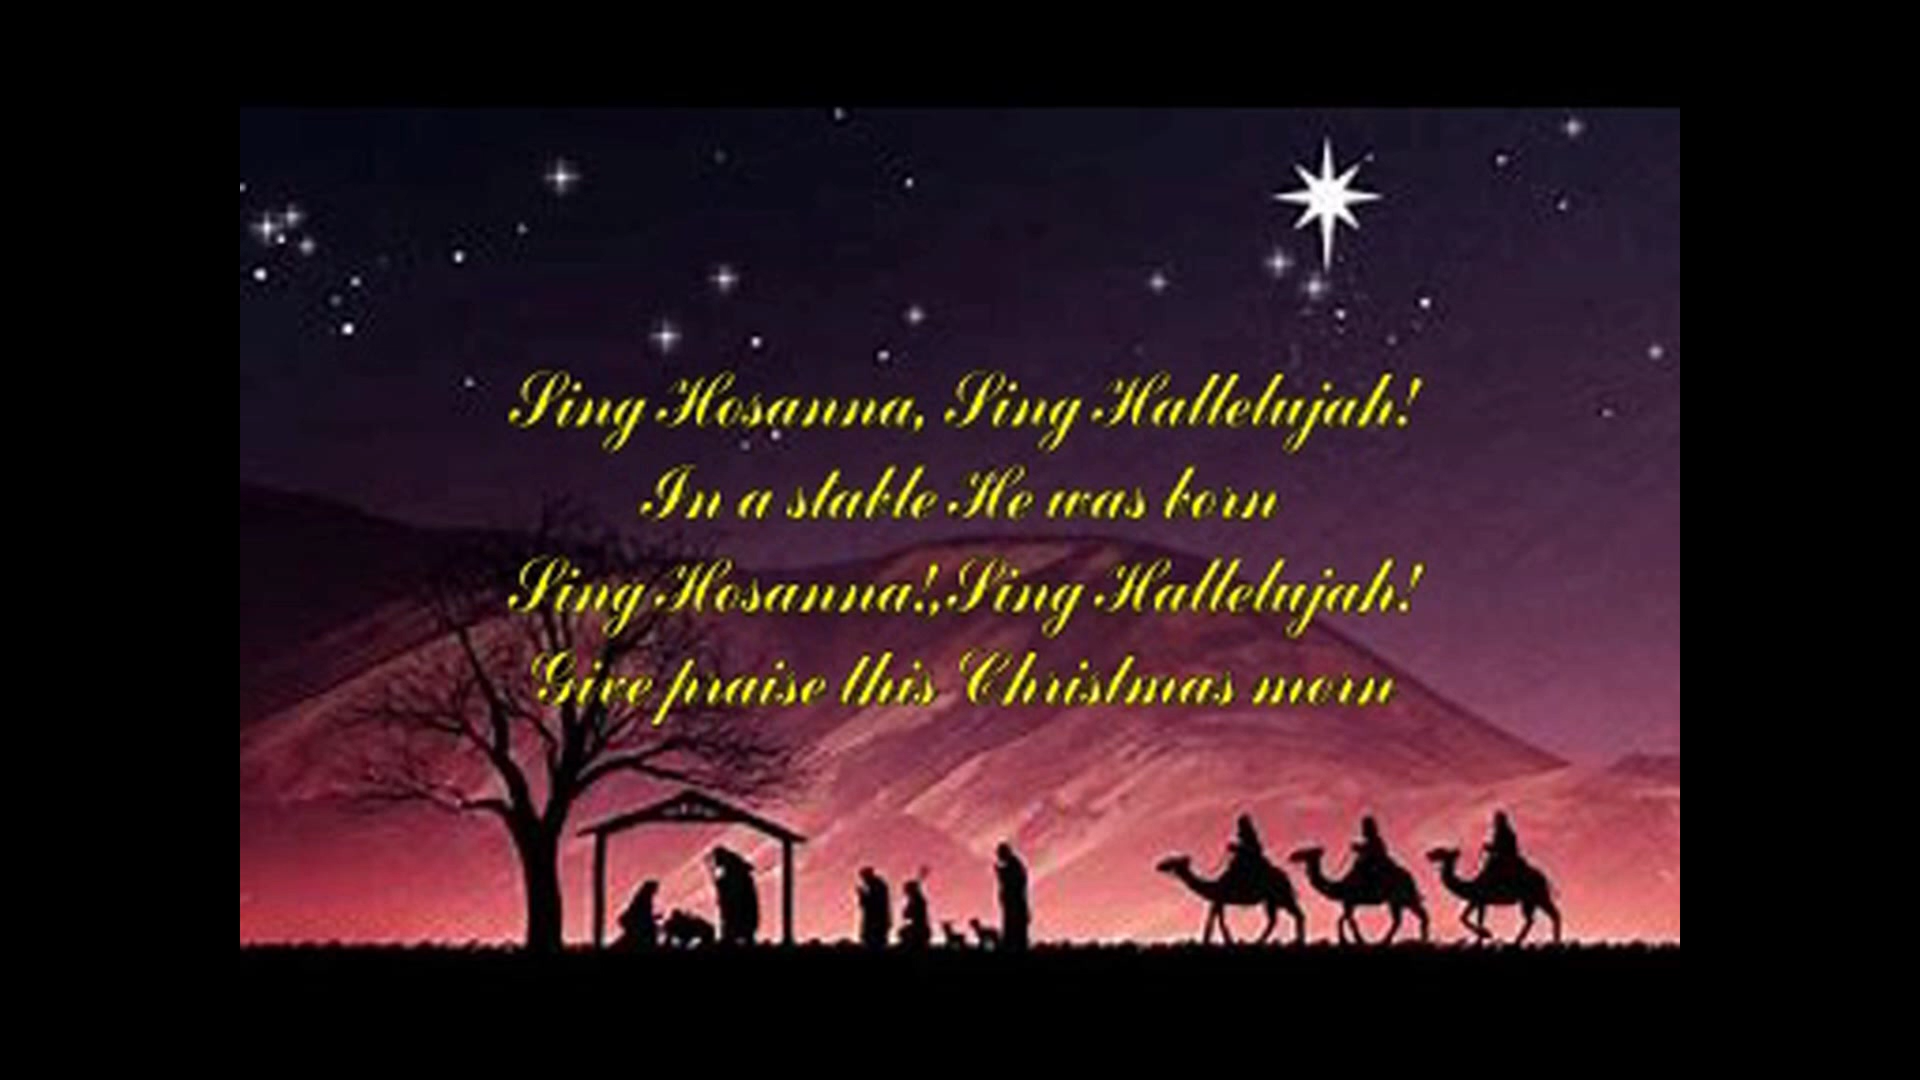 Sing Hosanna, Sing Hallelujah!
In a stable He was born
Sing Hosanna!,Sing Hallelujah!
Give praise this Christmas morn